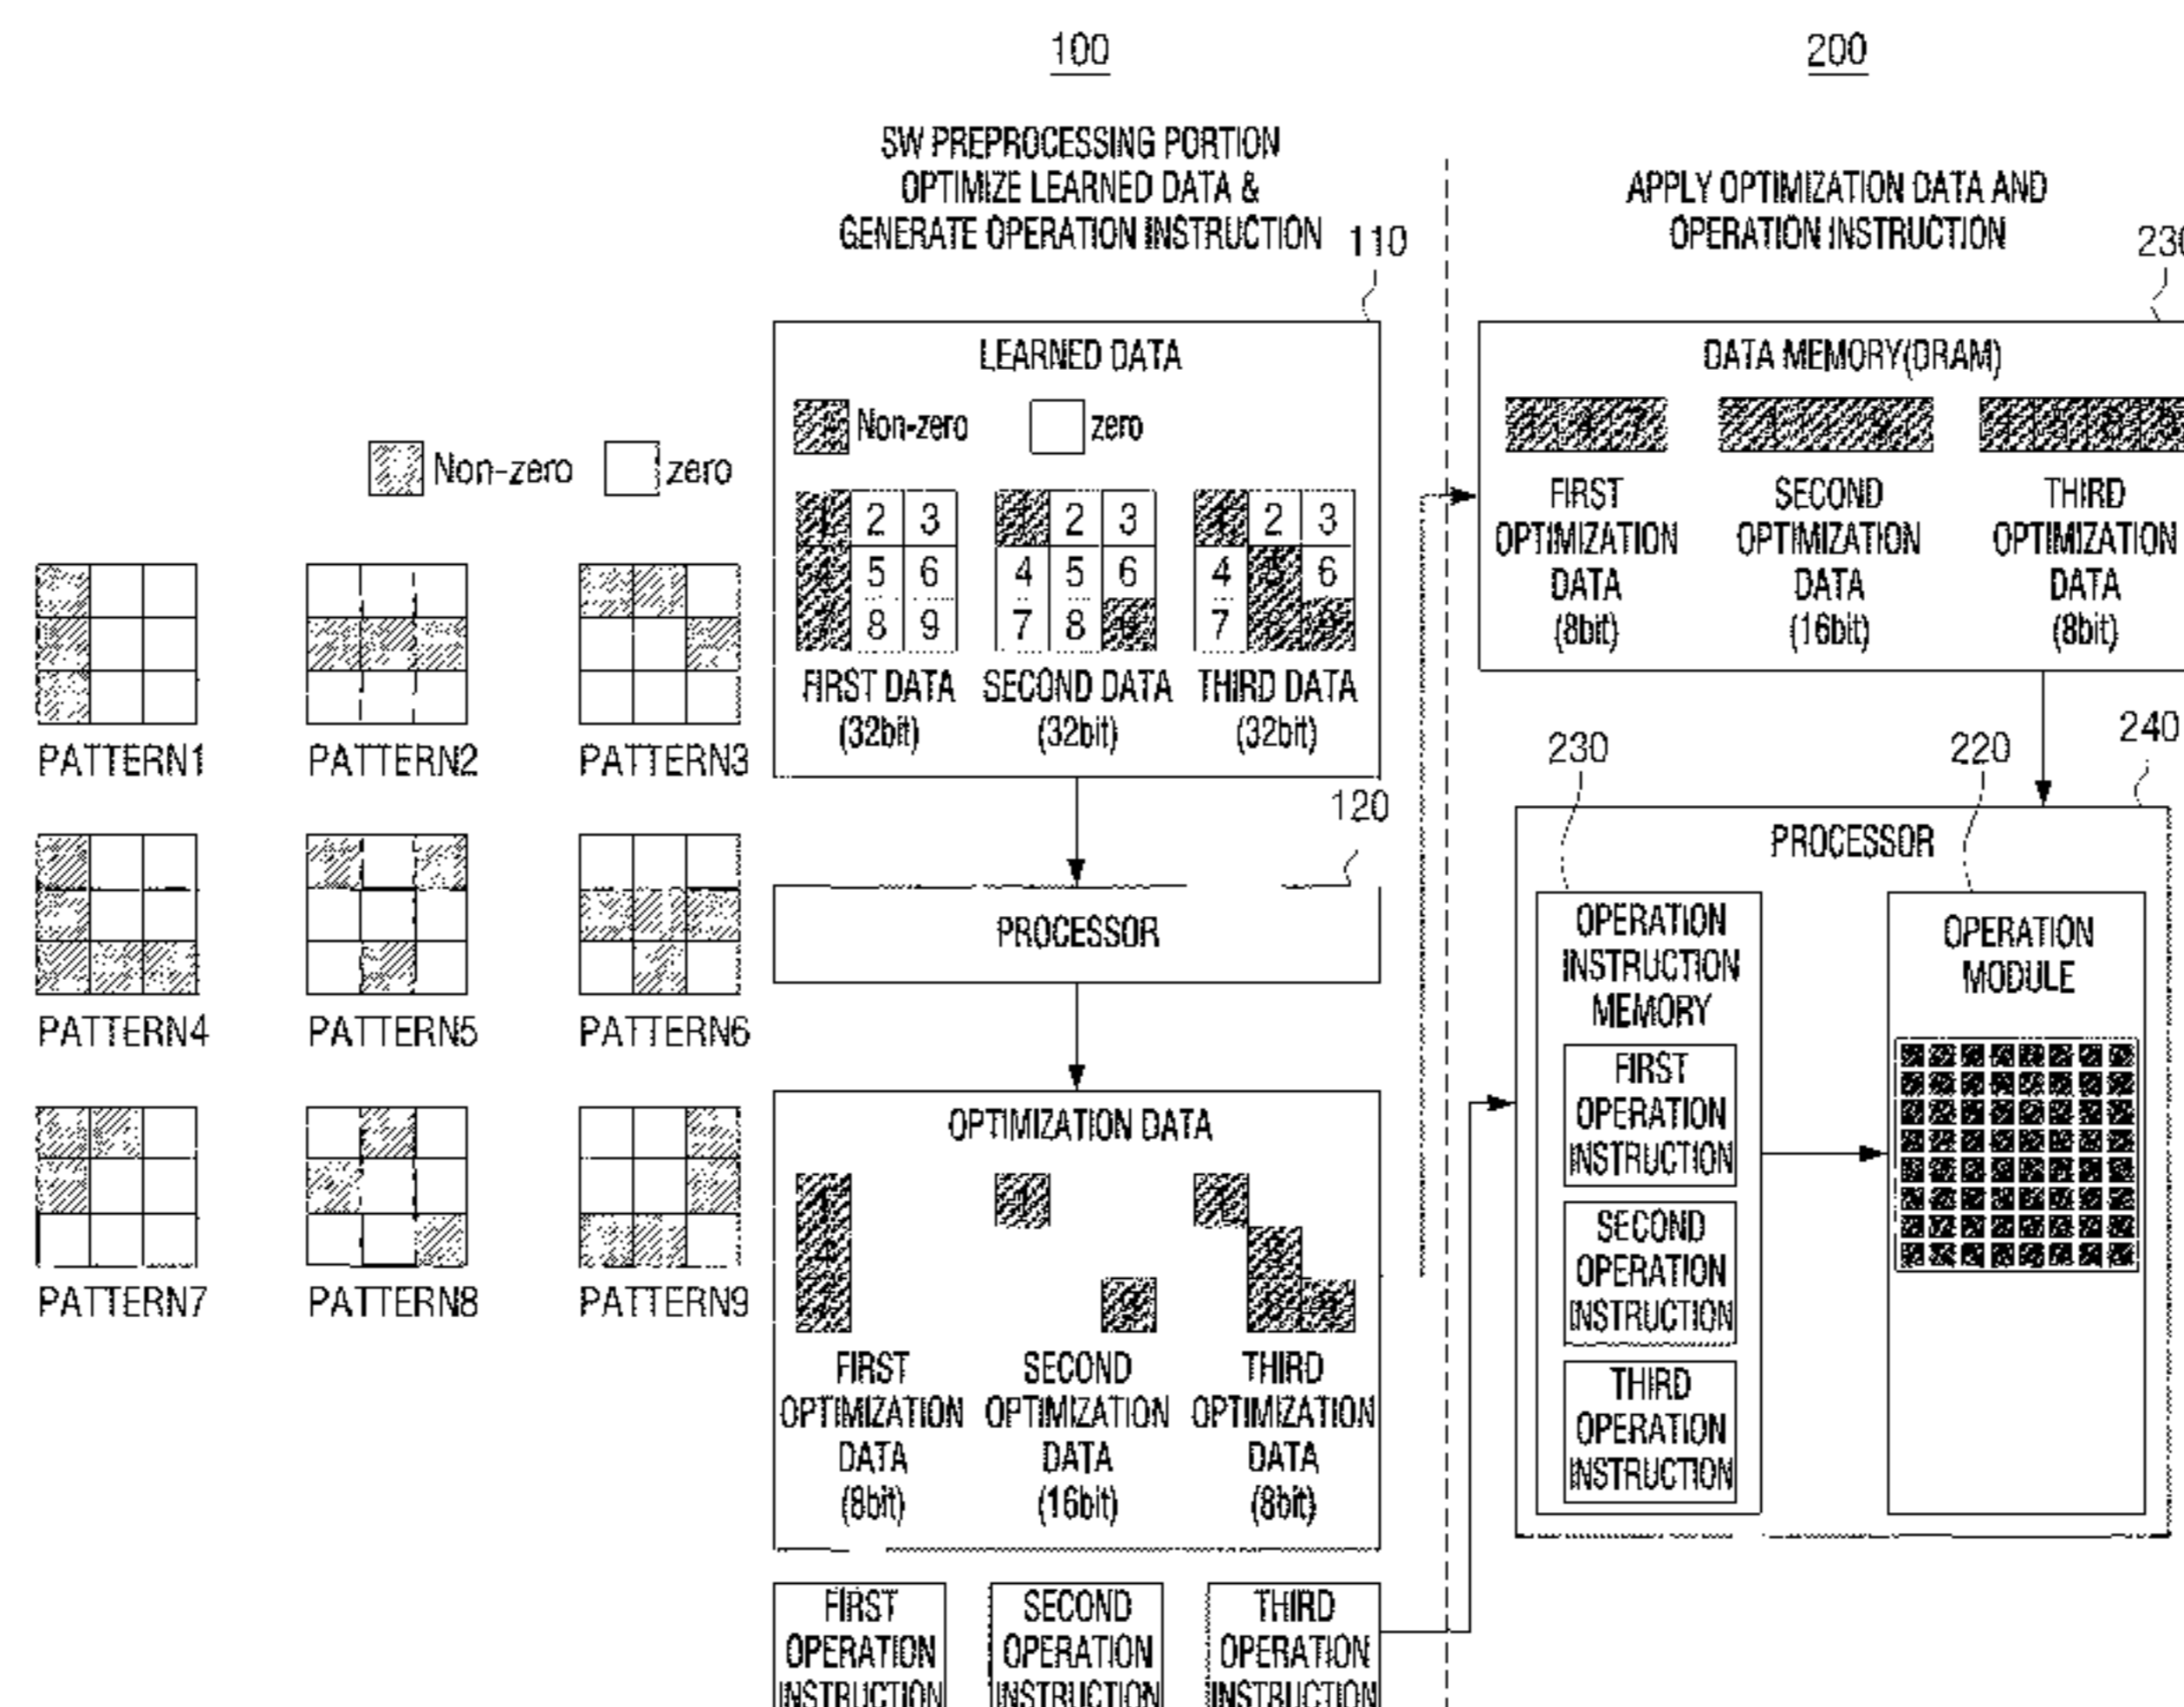 100
200
SW PREPROCESSING PORTION
OPTIMIZE LEARNED DATA &
GENERATE OPERATION INSTRUCTION
110
APPLY OPTIMIZATION DATA AND
OPERATION INSTRUCTION
230
Non-zero
zero
PATTERN1
PATTERN2
PATTERN3
PATTERN4
PATTERN5
PATTERN6
PATTERN7
PATTERN8
PATTERN9
LEARNED DATA
Non-zero
zero
1 2 3
5 6
8 9
2 3
4 5 6
7 8
2 3
4 6
7
FIRST DATA
(32bit)
SECOND DATA
(32bit)
THIRD DATA
(32bit)
120
PROCESSOR
OPTIMIZATION DATA
FIRST
OPTIMIZATION
DATA
(8bit)
SECOND
OPTIMIZATION
DATA
(16bit)
THIRD
OPTIMIZATION
DATA
(8bit)
FIRST
OPERATION
INSTRUCTION
SECOND
OPERATION
INSTRUCTION
THIRD
OPERATION
INSTRUCTION
DATA MEMORY(DRAM)
FIRST
OPTIMIZATION
DATA
(8bit)
SECOND
OPTIMIZATION
DATA
(16bit)
THIRD
OPTIMIZATION
DATA
(8bit)
230
220
240
PROCESSOR
OPERATION
INSTRUCTION
MEMORY
FIRST
OPERATION
INSTRUCTION
SECOND
OPERATION
INSTRUCTION
THIRD
OPERATION
INSTRUCTION
OPERATION
MODULE